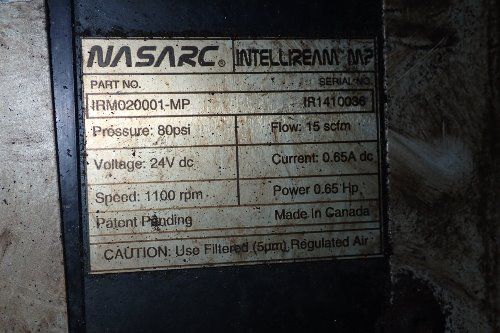 NASARC® INTELLIREAM™ MP
PART NO. SERIAL NO.
IRM020001-MP IR1410036
Pressure: 80psi Flow: 15 scfm
Voltage: 24V dc Current: 0.65A dc
Speed: 1100 rpm Power 0.65 Hp
Patent Pending Made In Canada
CAUTION: Use Filtered (5µm), Regulated Air